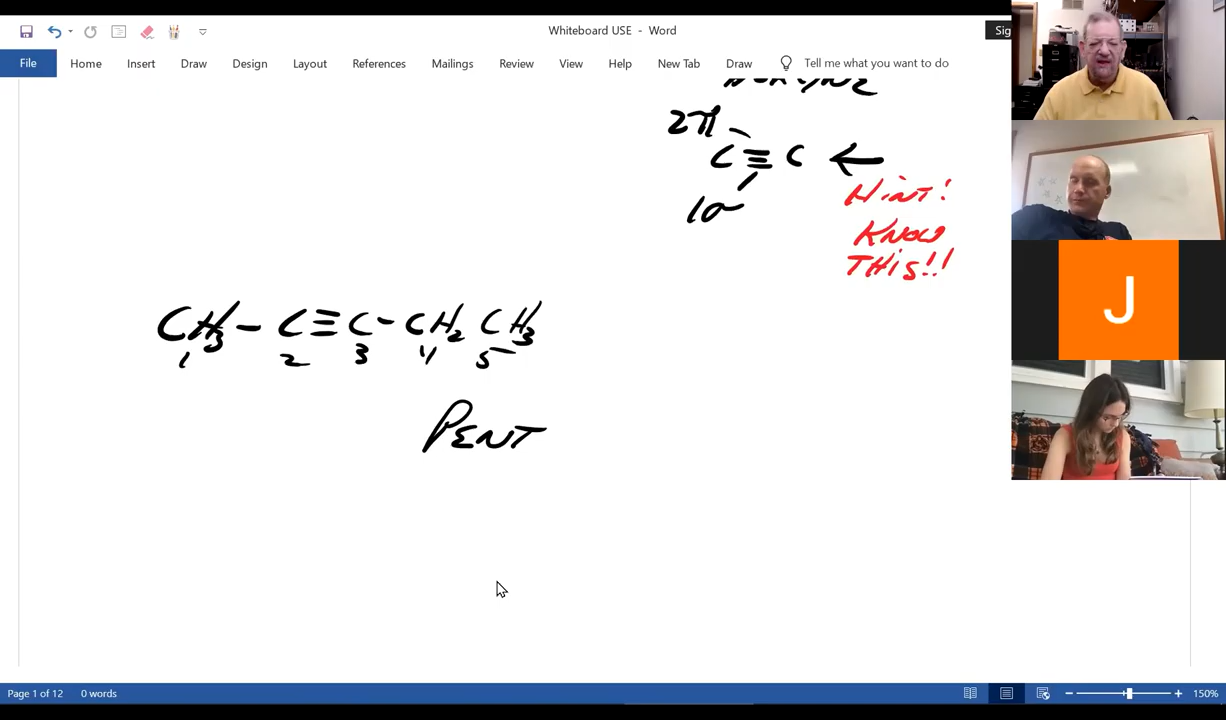 Whiteboard USE - Word
Sig
File Home Insert Draw Design Layout References Mailings Review View Help New Tab Draw Tell me what you want to do
2π
C≡C ←
1σ
HINT!
KNOW
THIS!!
CH3-C≡C-CH2CH3
1 2 3 4 5
PENT
J
Page 1 of 12 0 words
150%